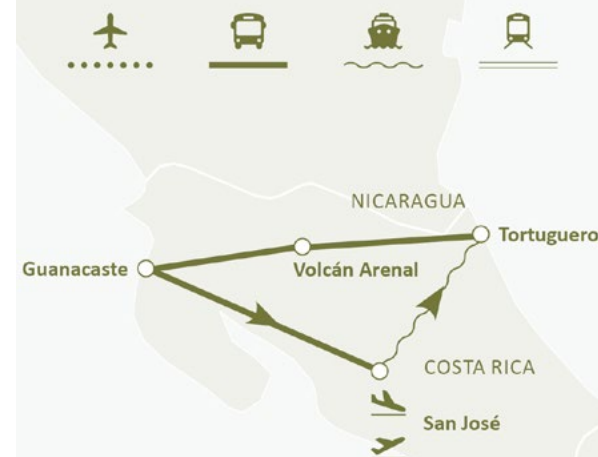 NICARAGUA
Tortuguero
Guanacaste
Volcán Arenal
COSTA RICA
San José